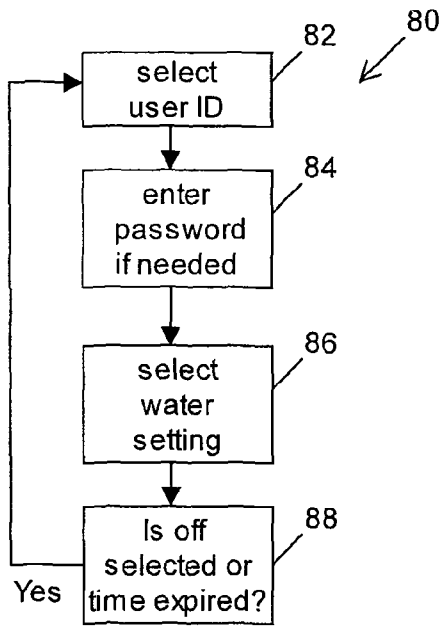 80
82
select
user ID
84
enter
password
if needed
86
select
water
setting
88
Is off
selected or
time expired?
Yes